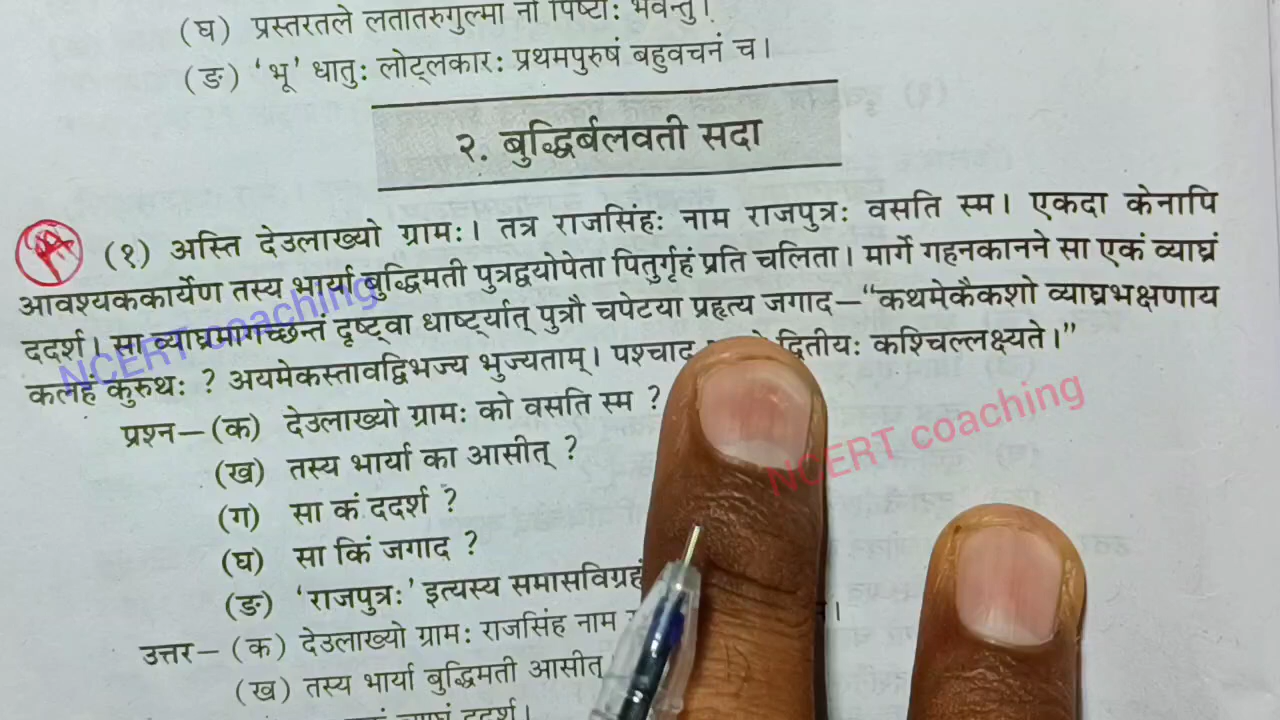 (घ) प्रस्तरतले लतातरुगुल्मा नो पिष्टाः भवन्तु।
(ङ) 'भू' धातुः लोट्लकारः प्रथमपुरुषं बहुवचनं च।
२. बुद्धिर्बलवती सदा
(१) अस्ति देउलाख्यो ग्रामः। तत्र राजसिंहः नाम राजपुत्रः वसति स्म। एकदा केनापि
आवश्यककार्येण तस्य भार्या बुद्धिमती पुत्रद्वयोपेता पितुर्गृहं प्रति चलिता। मार्गे गहनकानने सा एकं व्याघ्रं
ददर्श। सा व्याघ्रमागच्छन्तं दृष्ट्वा धार्ष्ट्यात् पुत्रौ चपेटया प्रहृत्य जगाद–“कथमेकैकशो व्याघ्रभक्षणाय
कलहं कुरुथः ? अयमेकस्तावद्विभज्य भुज्यताम्। पश्चाद् द्वितीयः कश्चिल्लक्ष्यते।”
प्रश्न– (क) देउलाख्यो ग्रामः को वसति स्म ?
(ख) तस्य भार्या का आसीत् ?
(ग) सा कं ददर्श ?
(घ) सा किं जगाद ?
(ङ) 'राजपुत्रः' इत्यस्य समासविग्रहं
उत्तर– (क) देउलाख्यो ग्रामः राजसिंह नाम
(ख) तस्य भार्या बुद्धिमती आसीत्
व्याघ्रं ददर्श।
NCERT coaching
NCERT coaching